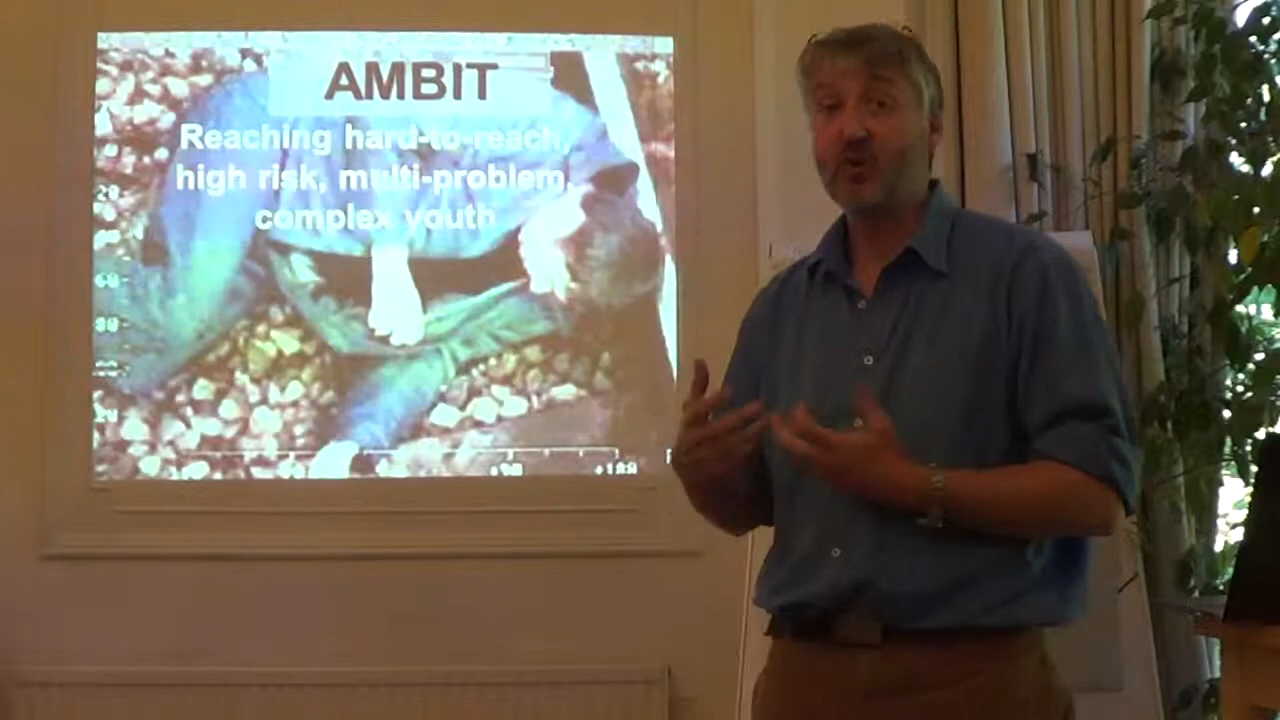 AMBIT
Reaching hard-to-reach,
high risk, multi-problem,
complex youth